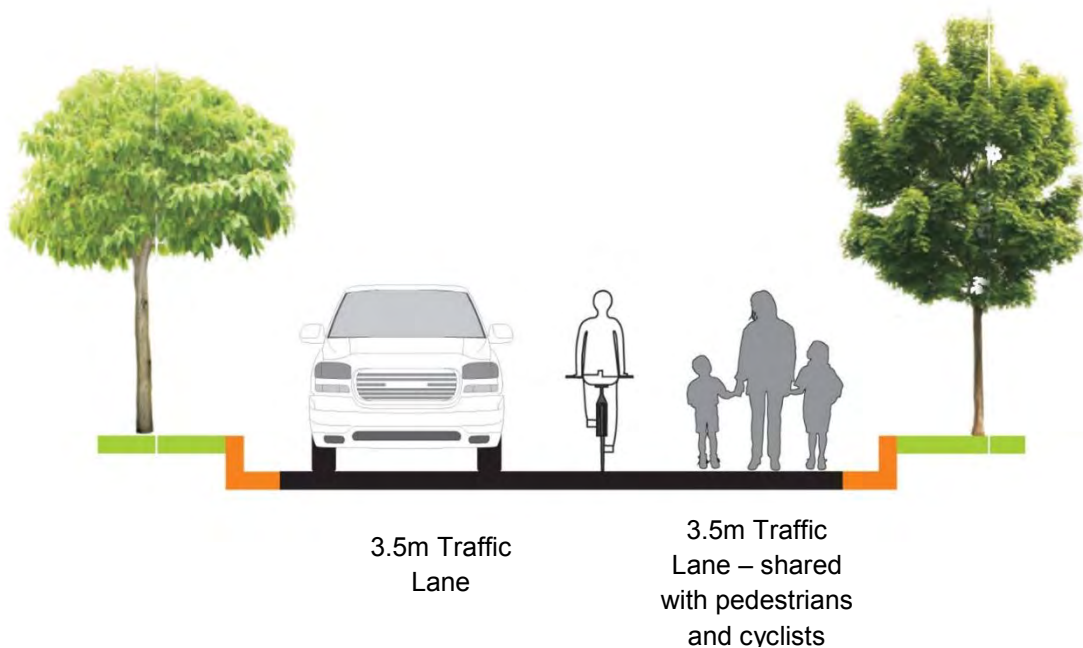 3.5m Traffic
Lane
3.5m Traffic
Lane – shared
with pedestrians
and cyclists